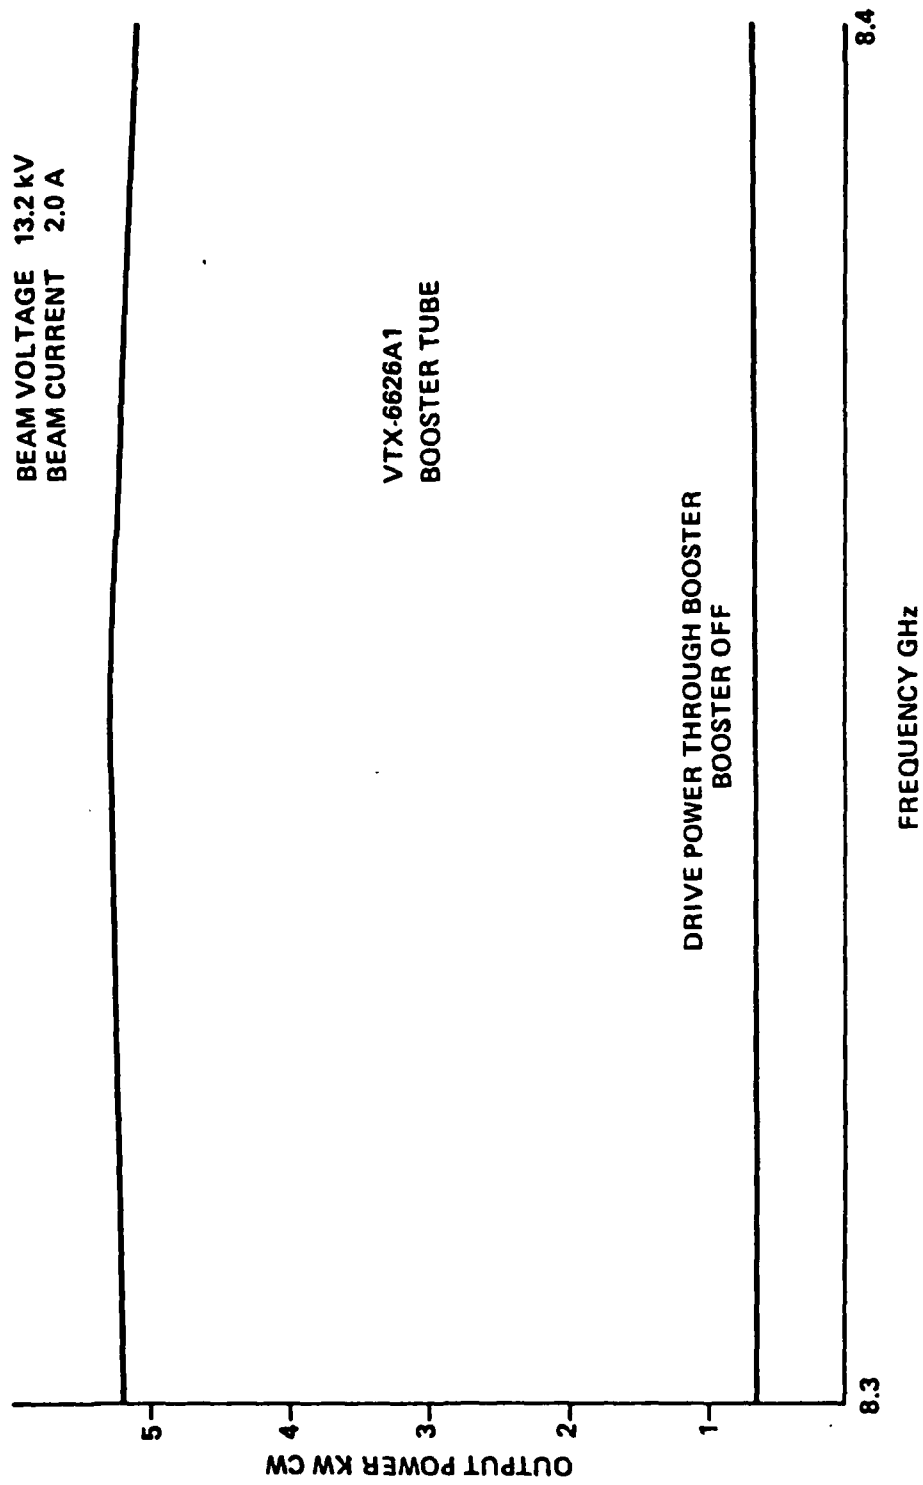 BEAM VOLTAGE 13.2 kV
BEAM CURRENT 2.0 A
VTX-6626A1
BOOSTER TUBE
DRIVE POWER THROUGH BOOSTER
BOOSTER OFF
OUTPUT POWER KW CW
5
4
3
2
1
8.3
8.4
FREQUENCY GHz